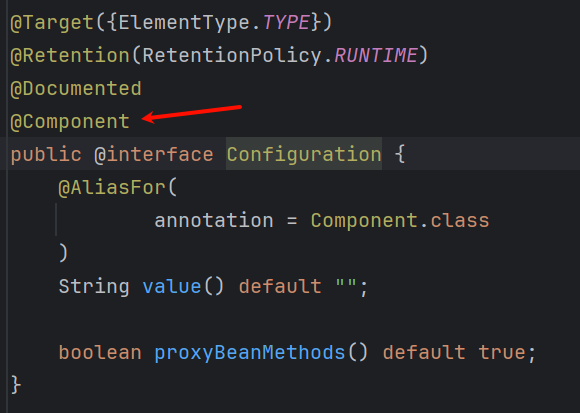 @Target({ElementType.TYPE})
@Retention(RetentionPolicy.RUNTIME)
@Documented
@Component
public @interface Configuration {
    @AliasFor(
            annotation = Component.class
    )
    String value() default "";

    boolean proxyBeanMethods() default true;
}